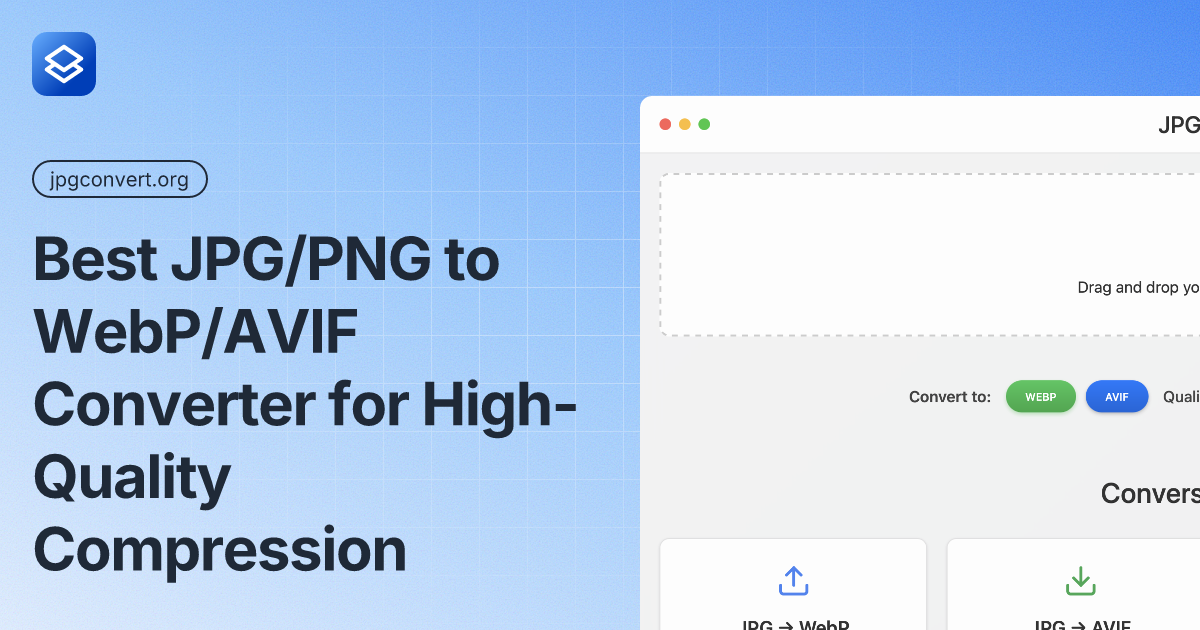 jpgconvert.org
Best JPG/PNG to
WebP/AVIF
Converter for High-
Quality
Compression
JPG
Drag and drop yo
Convert to:
WEBP
AVIF
Quali
Convers
JPG → WebP
JPG → AVIF